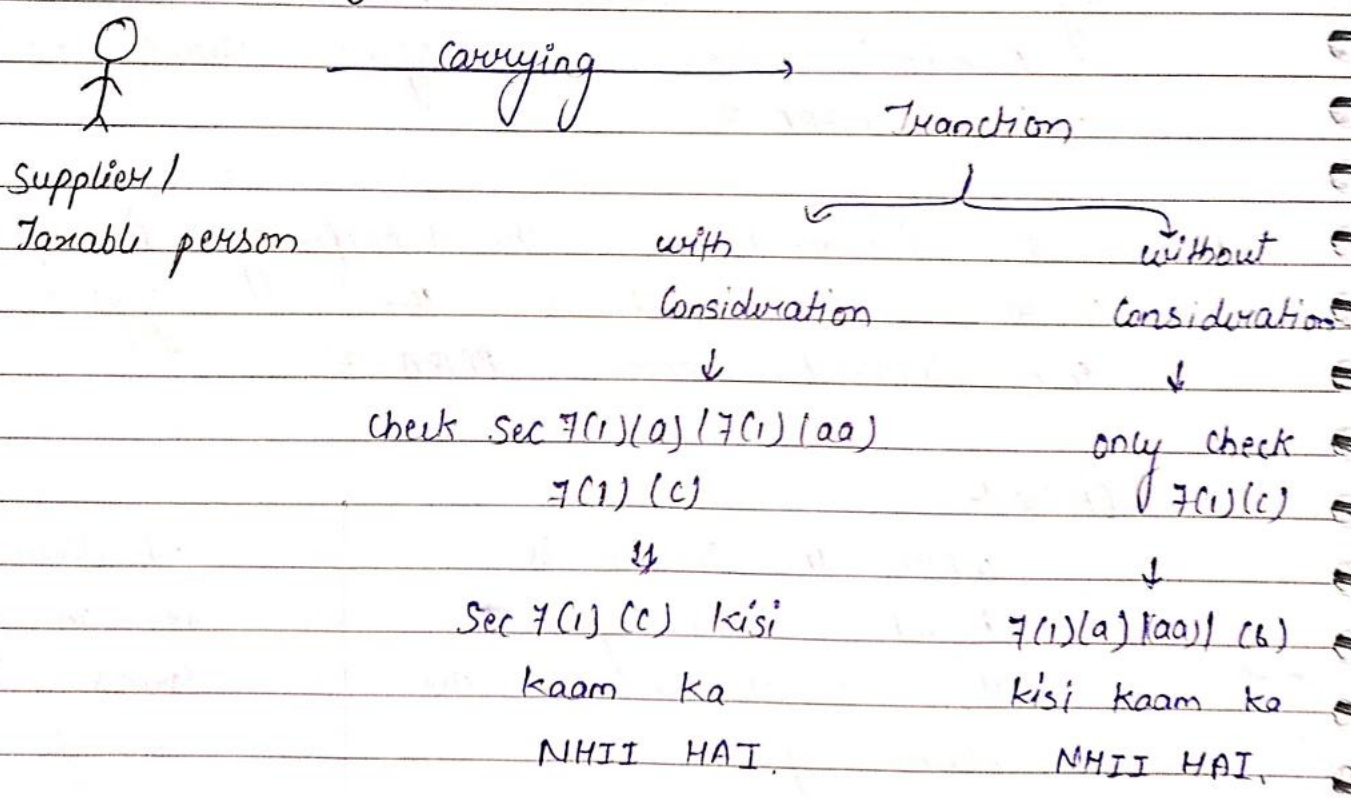 Carrying
Tranction
Supplier /
Taxable person
with
Consideration
without
Consideration
Check Sec 7(1)(a) / 7(1)(aa)
7(1) (c)
only check
7(1)(c)
Sec 7(1) (c) kisi
kaam ka
NHII HAI.
7(1)(a) (aa) (b)
kisi kaam ka
NHII HAI.